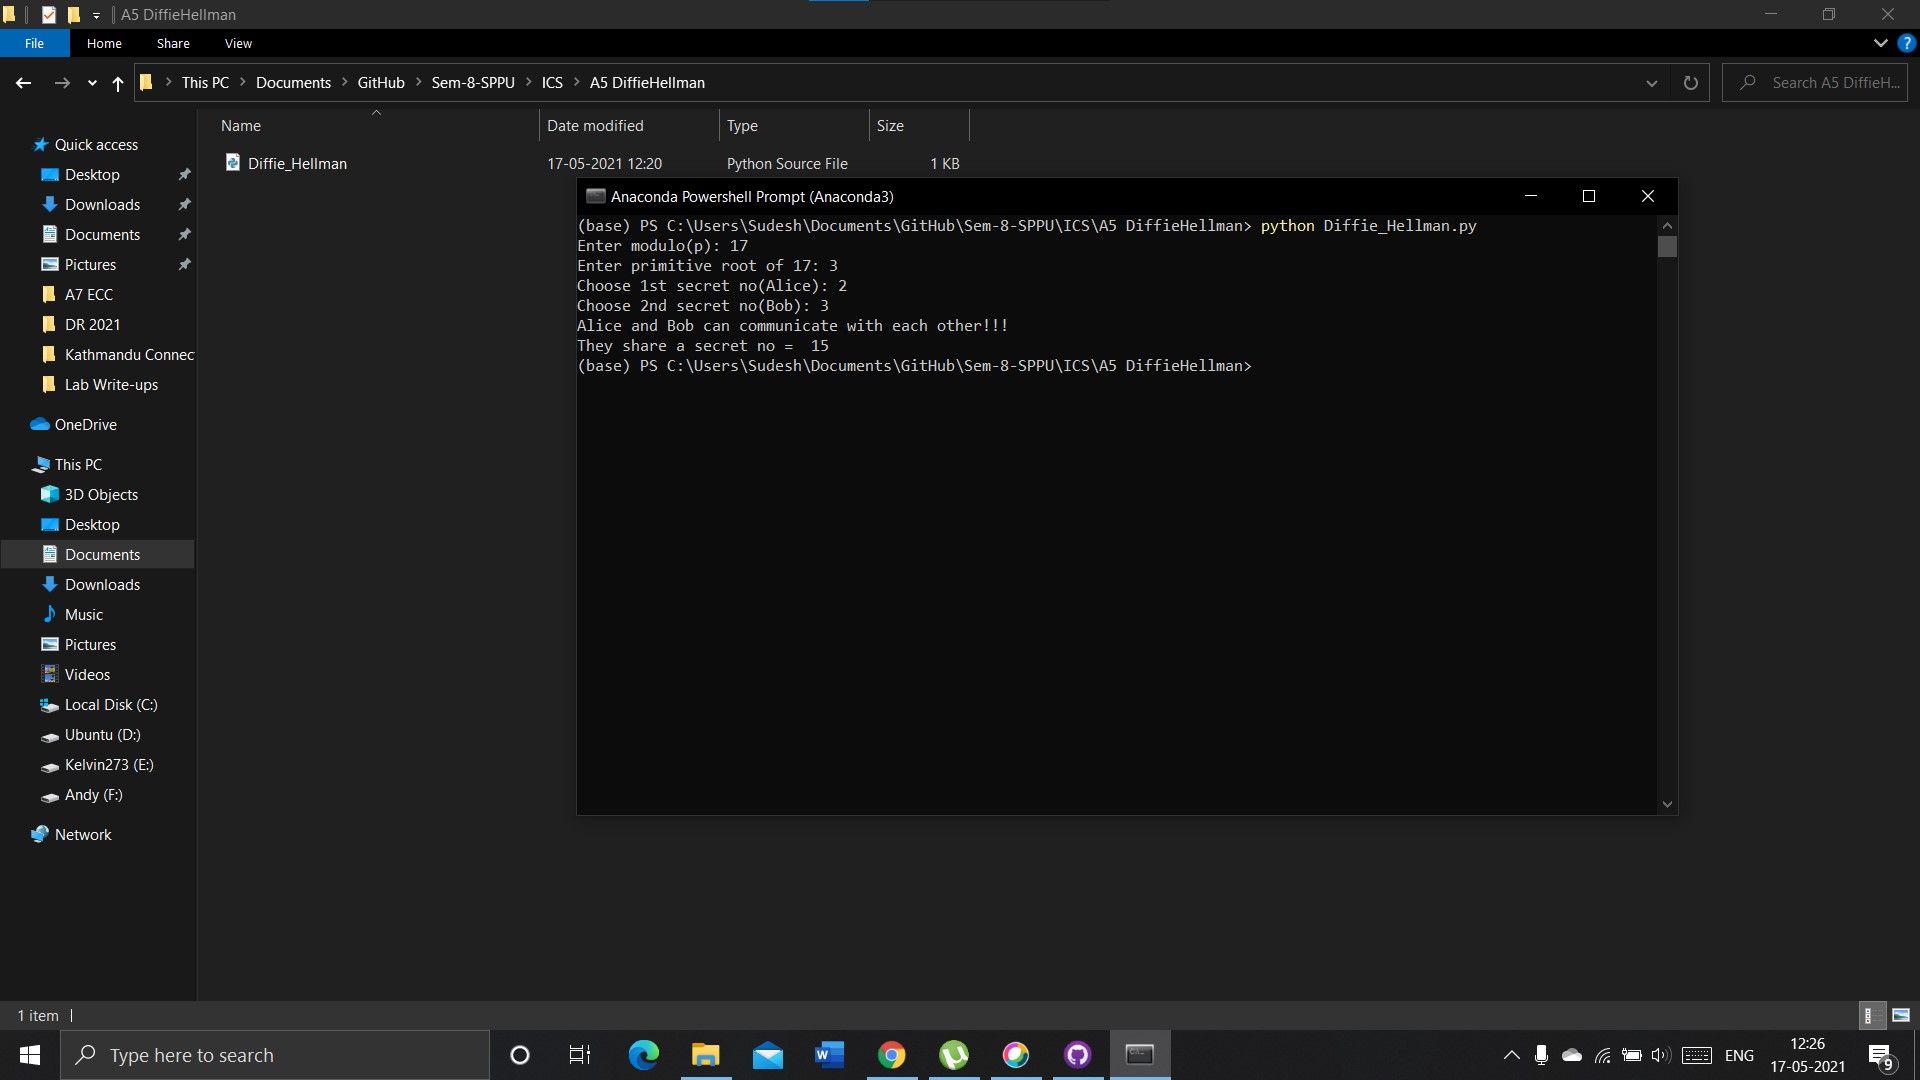 A5 DiffieHellman
File Home Share View
This PC Documents GitHub Sem-8-SPPU ICS A5 DiffieHellman
Search A5 DiffieH...
Name Date modified Type Size
Diffie_Hellman 17-05-2021 12:20 Python Source File 1 KB
Quick access
Desktop
Downloads
Documents
Pictures
A7 ECC
DR 2021
Kathmandu Connec
Lab Write-ups
OneDrive
This PC
3D Objects
Desktop
Documents
Downloads
Music
Pictures
Videos
Local Disk (C:)
Ubuntu (D:)
Kelvin273 (E:)
Andy (F:)
Network
Anaconda Powershell Prompt (Anaconda3)
(base) PS C:\Users\Sudesh\Documents\GitHub\Sem-8-SPPU\ICS\A5 DiffieHellman> python Diffie_Hellman.py
Enter modulo(p): 17
Enter primitive root of 17: 3
Choose 1st secret no(Alice): 2
Choose 2nd secret no(Bob): 3
Alice and Bob can communicate with each other!!!
They share a secret no =  15
(base) PS C:\Users\Sudesh\Documents\GitHub\Sem-8-SPPU\ICS\A5 DiffieHellman>
1 item
Type here to search
ENG
12:26
17-05-2021
9